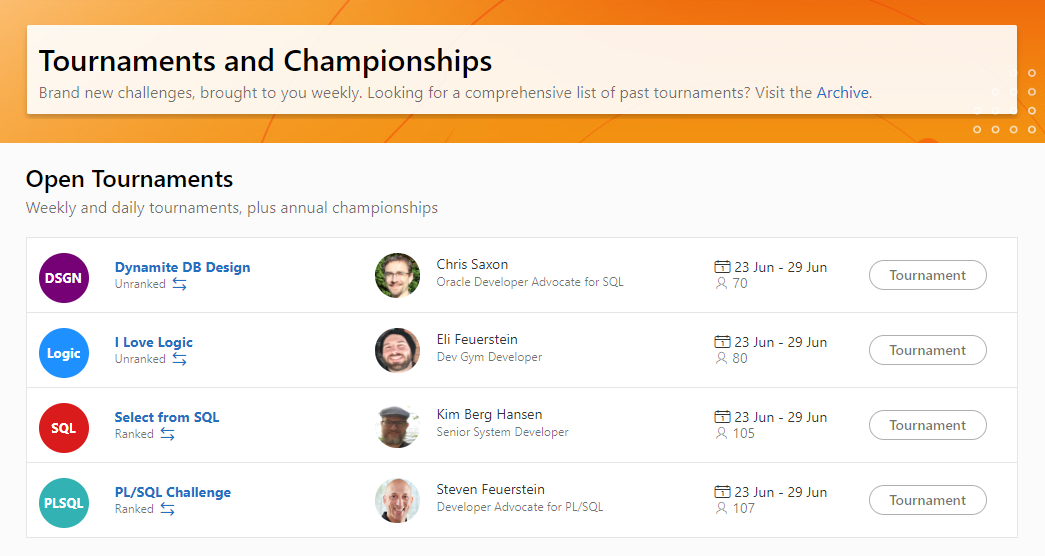 Tournaments and Championships
Brand new challenges, brought to you weekly. Looking for a comprehensive list of past tournaments? Visit the Archive.
Open Tournaments
Weekly and daily tournaments, plus annual championships
DSGN
Dynamite DB Design
Unranked
Chris Saxon
Oracle Developer Advocate for SQL
23 Jun - 29 Jun
70
Tournament
Logic
I Love Logic
Unranked
Eli Feuerstein
Dev Gym Developer
23 Jun - 29 Jun
80
Tournament
SQL
Select from SQL
Ranked
Kim Berg Hansen
Senior System Developer
23 Jun - 29 Jun
105
Tournament
PLSQL
PL/SQL Challenge
Ranked
Steven Feuerstein
Developer Advocate for PL/SQL
23 Jun - 29 Jun
107
Tournament